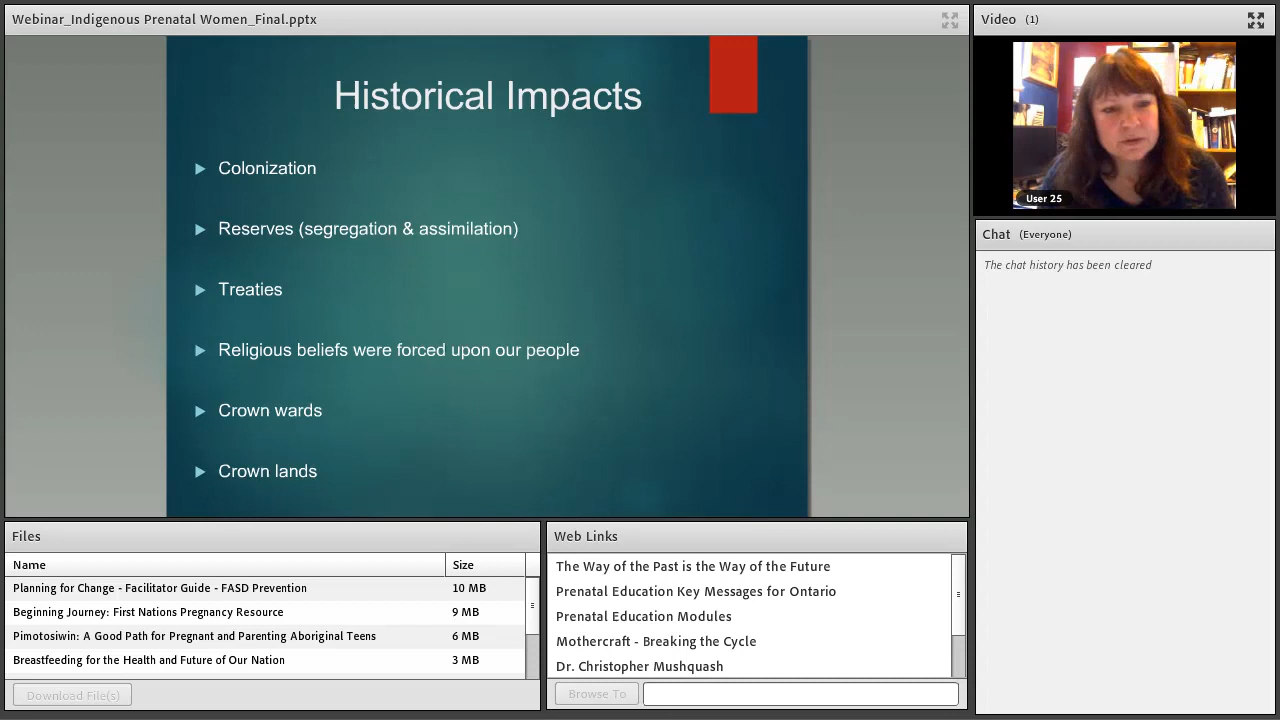 Webinar_Indigenous Prenatal Women_Final.pptx
Historical Impacts
Colonization
Reserves (segregation & assimilation)
Treaties
Religious beliefs were forced upon our people
Crown wards
Crown lands
Video (1)
User 25
Chat (Everyone)
The chat history has been cleared
Files
Name Size
Planning for Change - Facilitator Guide - FASD Prevention 10 MB
Beginning Journey: First Nations Pregnancy Resource 9 MB
Pimotosiwin: A Good Path for Pregnant and Parenting Aboriginal Teens 6 MB
Breastfeeding for the Health and Future of Our Nation 3 MB
Download File(s)
Web Links
The Way of the Past is the Way of the Future
Prenatal Education Key Messages for Ontario
Prenatal Education Modules
Mothercraft - Breaking the Cycle
Dr. Christopher Mushquash
Browse To